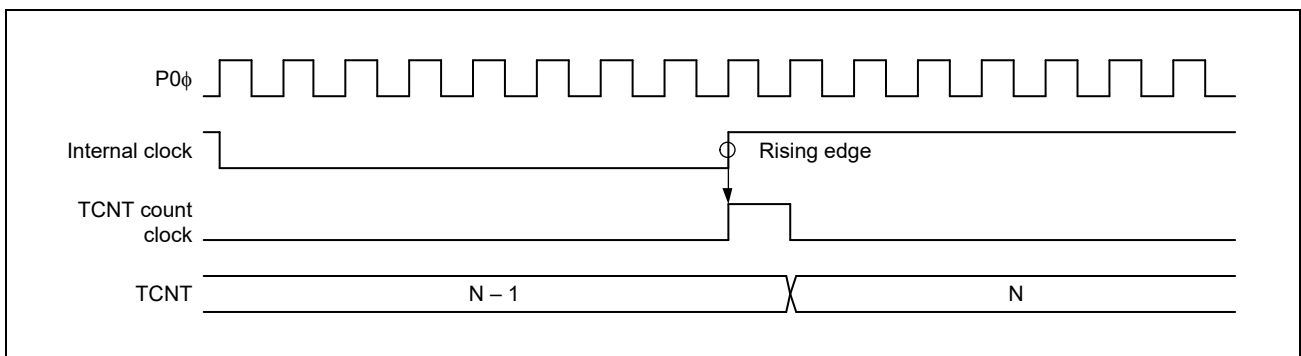 P0ϕ
Internal clock
Rising edge
TCNT count
clock
TCNT
N – 1
N